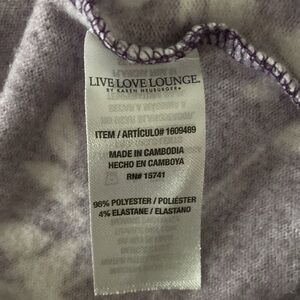 LIVE LOVE LOUNGE.
BY KAREN NEUBURGER
ITEM / ARTÍCULO# 1609489
MADE IN CAMBODIA
HECHO EN CAMBOYA
RN# 15741
96% POLYESTER / POLIÉSTER
4% ELASTANE / ELASTANO